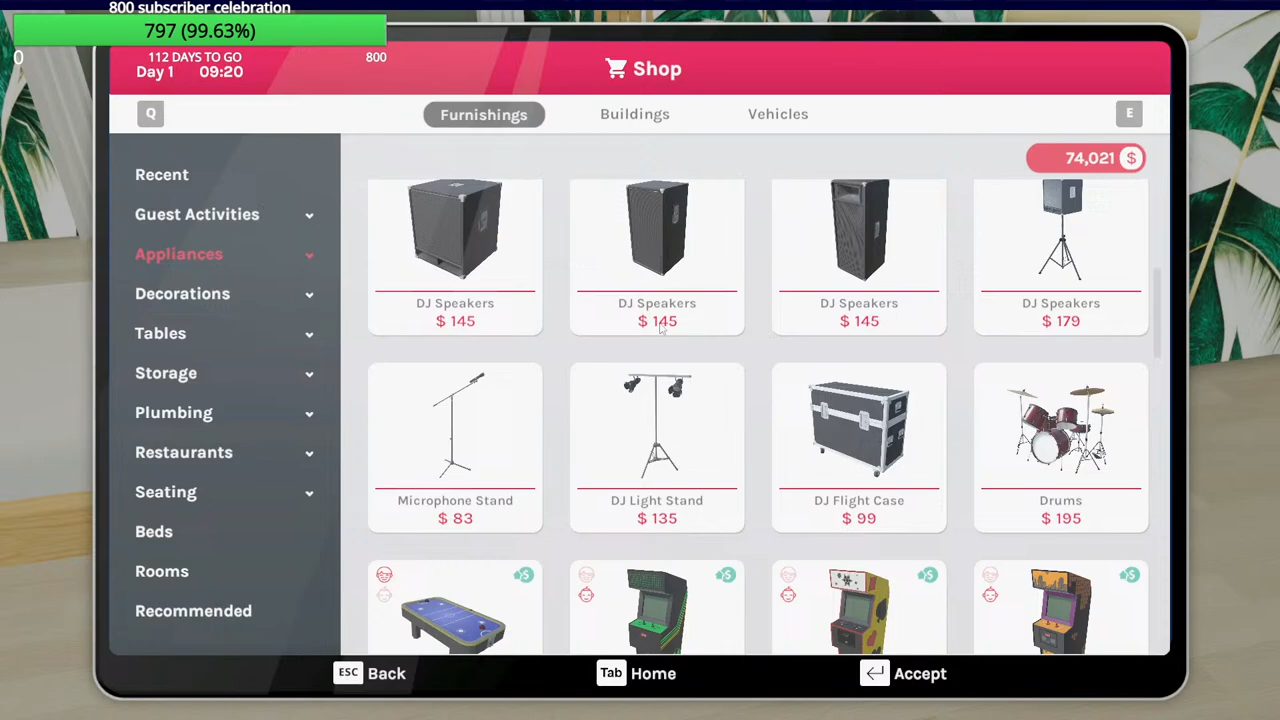 800 subscriber celebration
797 (99.63%)
0
112 DAYS TO GO
800
Day 1 09:20
Shop
Q
Furnishings
Buildings
Vehicles
E
74,021 $
Recent
Guest Activities
Appliances
Decorations
Tables
Storage
Plumbing
Restaurants
Seating
Beds
Rooms
Recommended
DJ Speakers
$ 145
DJ Speakers
$ 145
DJ Speakers
$ 145
DJ Speakers
$ 179
Microphone Stand
$ 83
DJ Light Stand
$ 135
DJ Flight Case
$ 99
Drums
$ 195
$
$
$
$
ESC Back
Tab Home
Accept